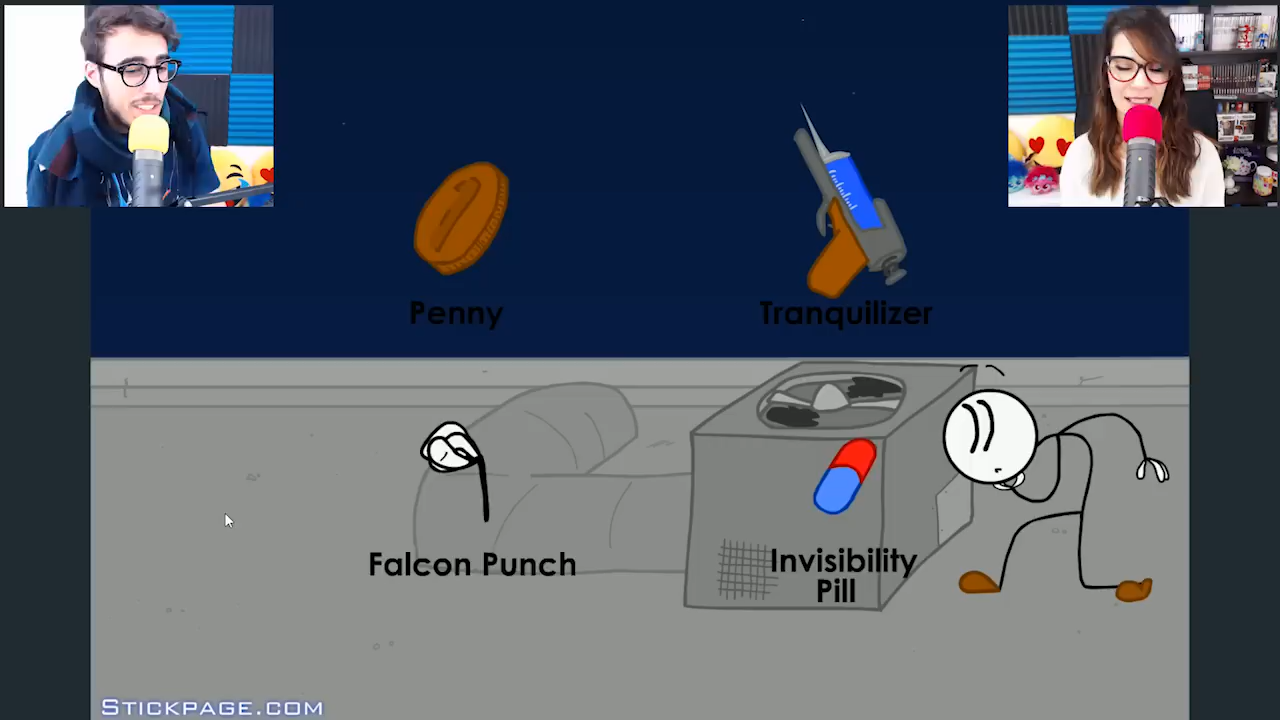 Penny
Tranquilizer
Falcon Punch
Invisibility
Pill
STICKPAGE.COM